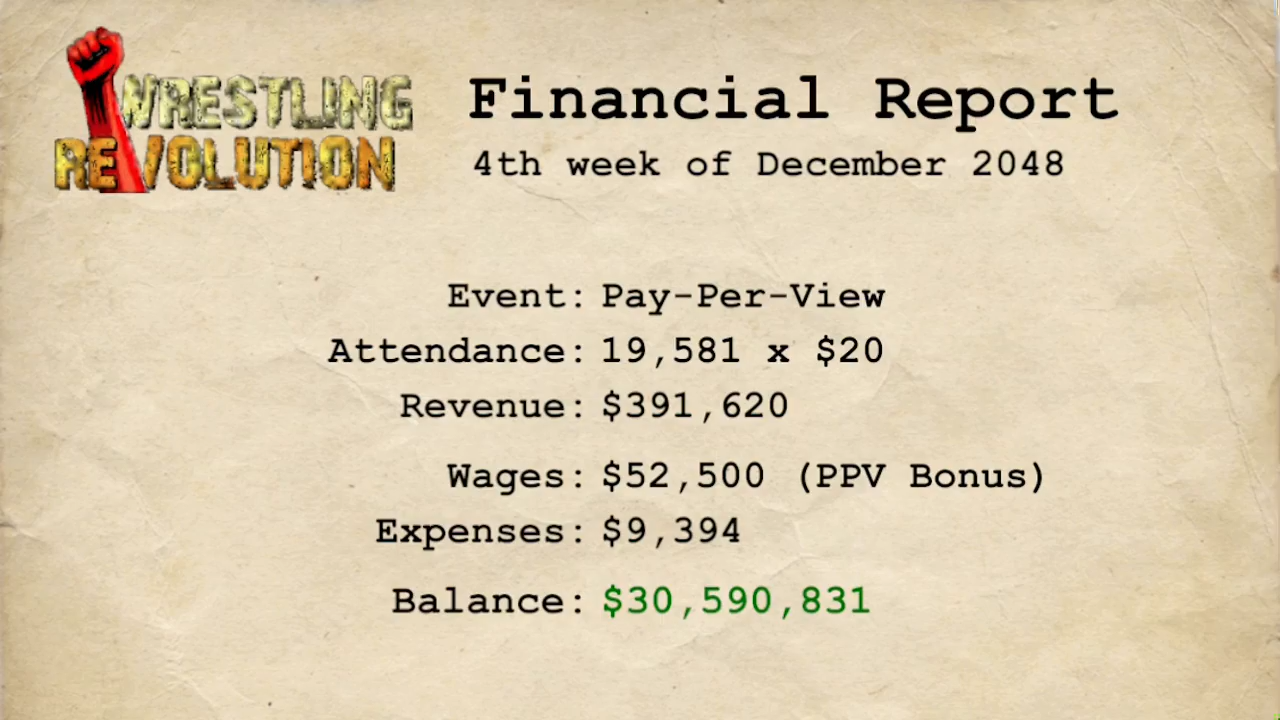 WRESTLING
REVOLUTION
Financial Report
4th week of December 2048
Event: Pay-Per-View
Attendance: 19,581 x $20
Revenue: $391,620
Wages: $52,500 (PPV Bonus)
Expenses: $9,394
Balance: $30,590,831